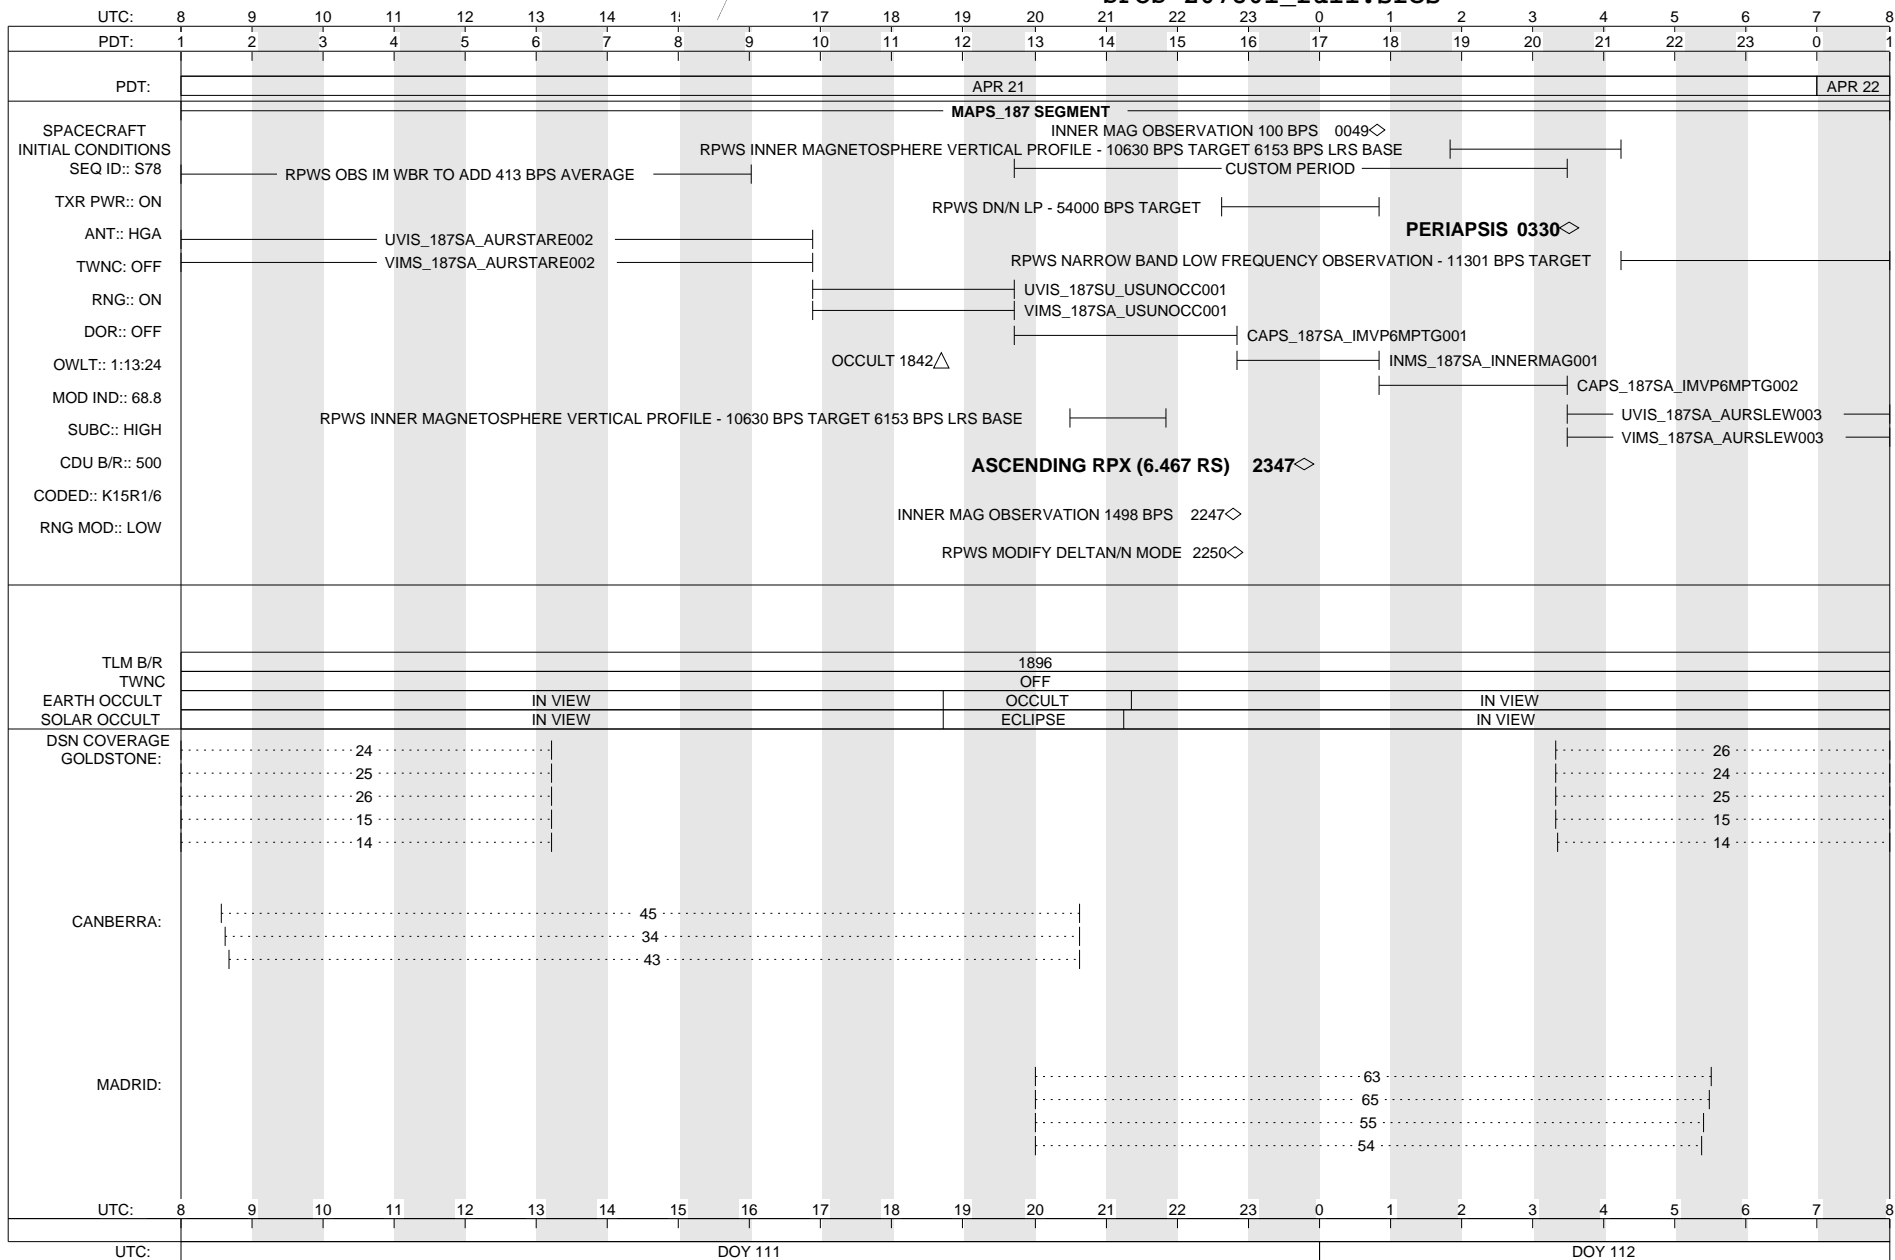 UTC: 8 9 10 11 12 13 14 17 18 19 20 21 22 23 0 1 2 3 4 5 6 7 8
PDT: 1 2 3 4 5 6 7 8 9 10 11 12 13 14 15 16 17 18 19 20 21 22 23 0 1
PDT: APR 21 APR 22
MAPS_187 SEGMENT
SPACECRAFT
INITIAL CONDITIONS
SEQ ID:: S78
TXR PWR:: ON
ANT:: HGA
TWNC: OFF
RNG:: ON
DOR:: OFF
OWLT:: 1:13:24
MOD IND:: 68.8
SUBC:: HIGH
CDU B/R:: 500
CODED:: K15R1/6
RNG MOD:: LOW
INNER MAG OBSERVATION 100 BPS 0049
RPWS INNER MAGNETOSPHERE VERTICAL PROFILE - 10630 BPS TARGET 6153 BPS LRS BASE
RPWS OBS IM WBR TO ADD 413 BPS AVERAGE
CUSTOM PERIOD
RPWS DN/N LP - 54000 BPS TARGET
PERIAPSIS 0330
UVIS_187SA_AURSTARE002
VIMS_187SA_AURSTARE002
RPWS NARROW BAND LOW FREQUENCY OBSERVATION - 11301 BPS TARGET
UVIS_187SU_USUNOCC001
VIMS_187SA_USUNOCC001
CAPS_187SA_IMVP6MPTG001
OCCULT 1842
INMS_187SA_INNERMAG001
CAPS_187SA_IMVP6MPTG002
RPWS INNER MAGNETOSPHERE VERTICAL PROFILE - 10630 BPS TARGET 6153 BPS LRS BASE
UVIS_187SA_AURSLEW003
VIMS_187SA_AURSLEW003
ASCENDING RPX (6.467 RS) 2347
INNER MAG OBSERVATION 1498 BPS 2247
RPWS MODIFY DELTAN/N MODE 2250
TLM B/R 1896
TWNC OFF
EARTH OCCULT IN VIEW OCCULT IN VIEW
SOLAR OCCULT IN VIEW ECLIPSE IN VIEW
DSN COVERAGE
GOLDSTONE:
24 26
25 24
26 25
15 15
14 14
CANBERRA:
45
34
43
MADRID:
63
65
55
54
UTC: 8 9 10 11 12 13 14 15 16 17 18 19 20 21 22 23 0 1 2 3 4 5 6 7 8
UTC: DOY 111 DOY 112